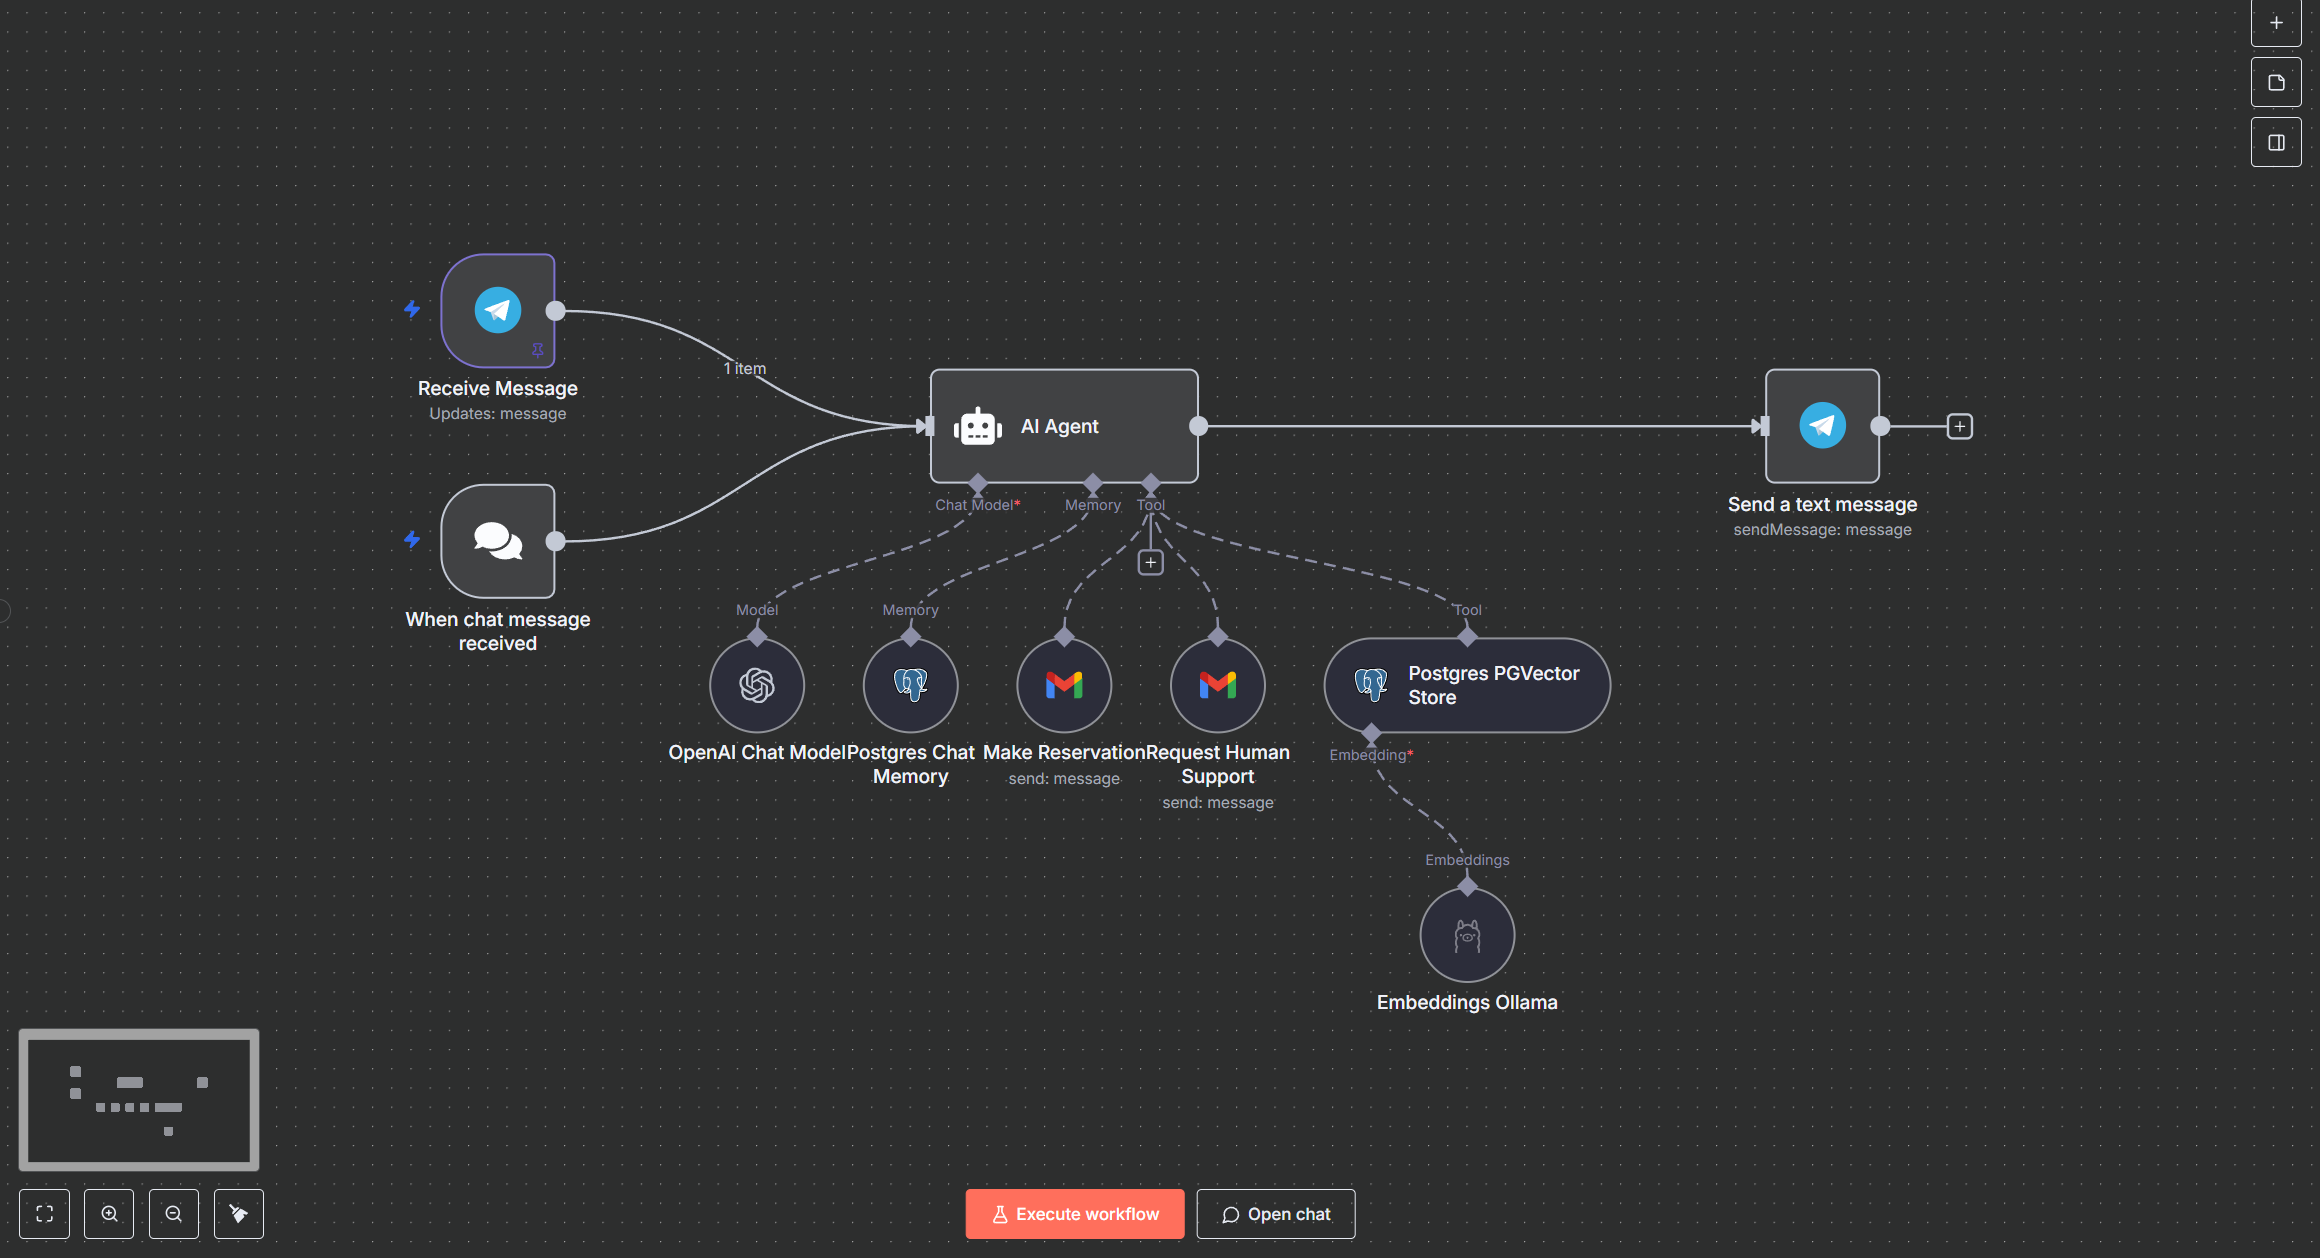 Receive Message
Updates: message
1 item
When chat message
received
AI Agent
Chat Model*
Memory
Tool
Send a text message
sendMessage: message
Model
Memory
Tool
OpenAI Chat Model
Postgres Chat
Memory
Make Reservation
send: message
Request Human
Support
send: message
Postgres PGVector
Store
Embedding*
Embeddings
Embeddings Ollama
Execute workflow
Open chat